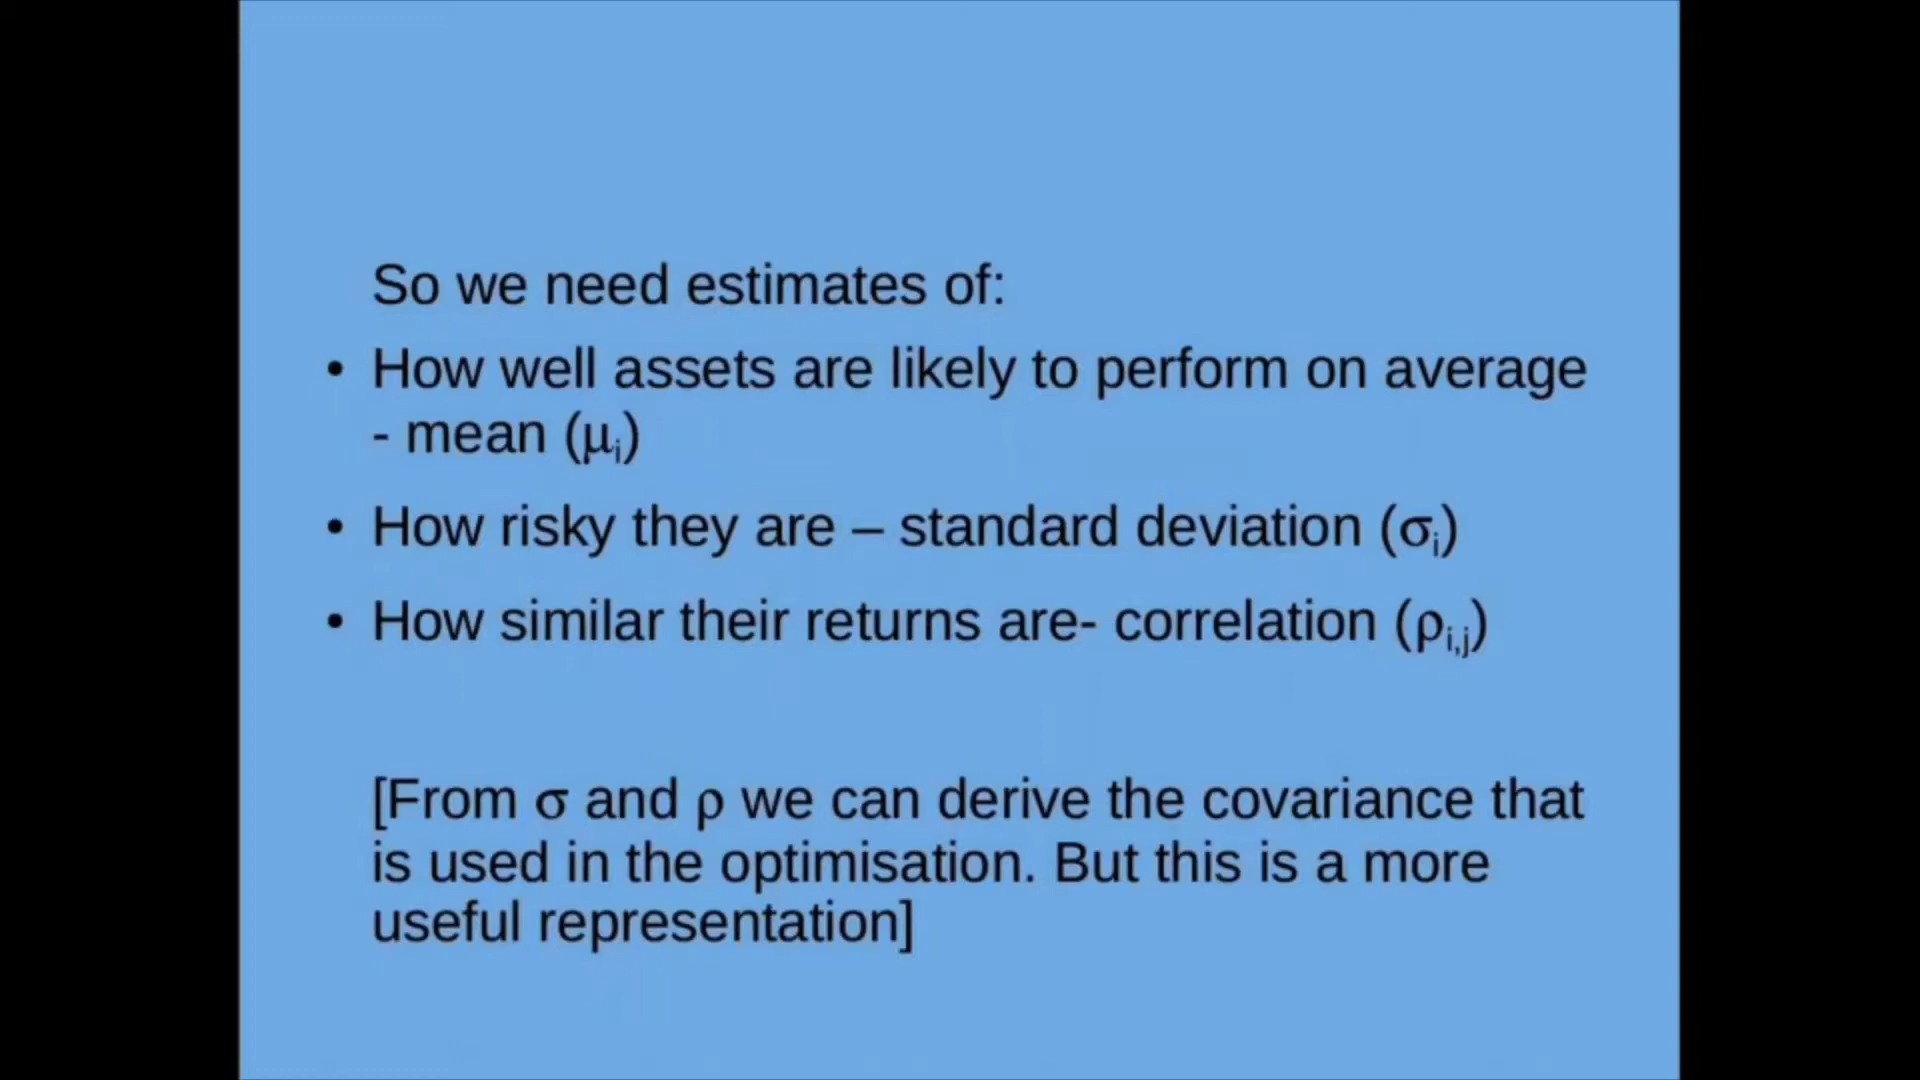 So we need estimates of:
• How well assets are likely to perform on average
- mean (μᵢ)
• How risky they are – standard deviation (σᵢ)
• How similar their returns are- correlation (ρᵢ,ⱼ)
[From σ and ρ we can derive the covariance that
is used in the optimisation. But this is a more
useful representation]